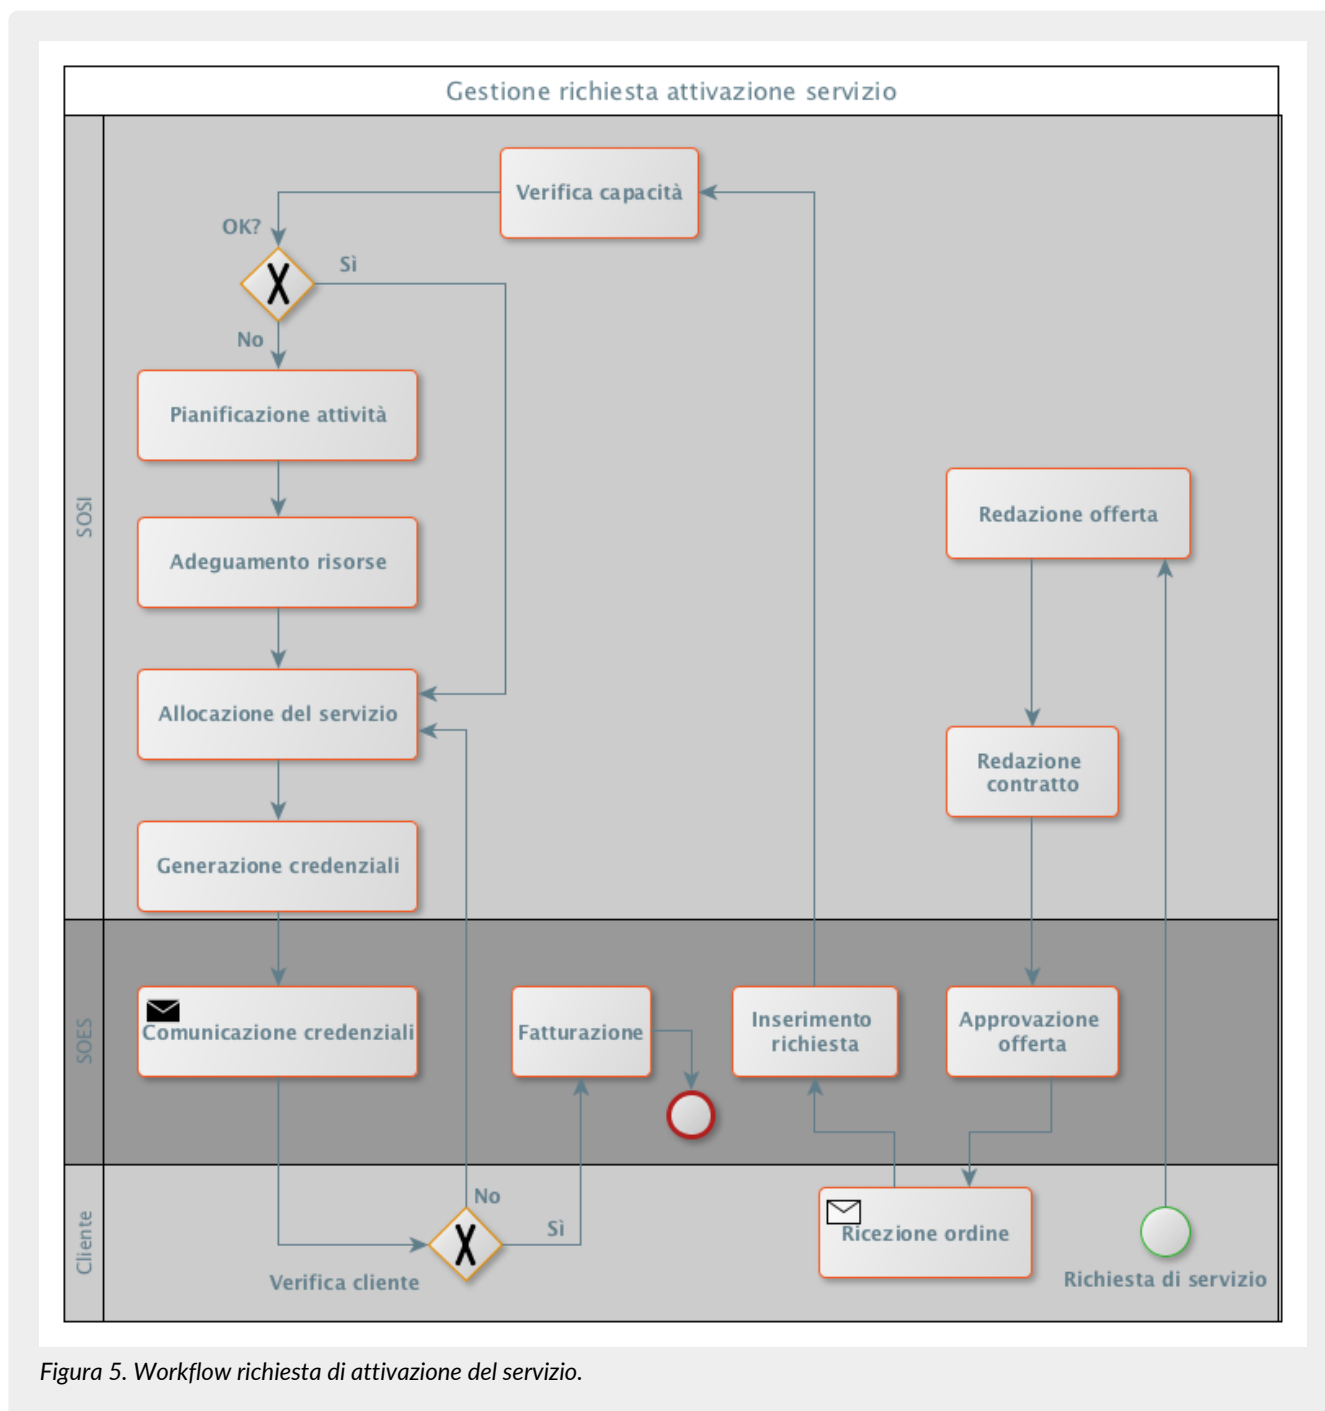 Gestione richiesta attivazione servizio
SOSI
Verifica capacità
OK?
Sì
No
Pianificazione attività
Adeguamento risorse
Redazione offerta
Allocazione del servizio
Redazione
contratto
Generazione credenziali
SOES
Comunicazione credenziali
Fatturazione
Inserimento
richiesta
Approvazione
offerta
Cliente
No
Sì
Verifica cliente
Ricezione ordine
Richiesta di servizio
Figura 5. Workflow richiesta di attivazione del servizio.